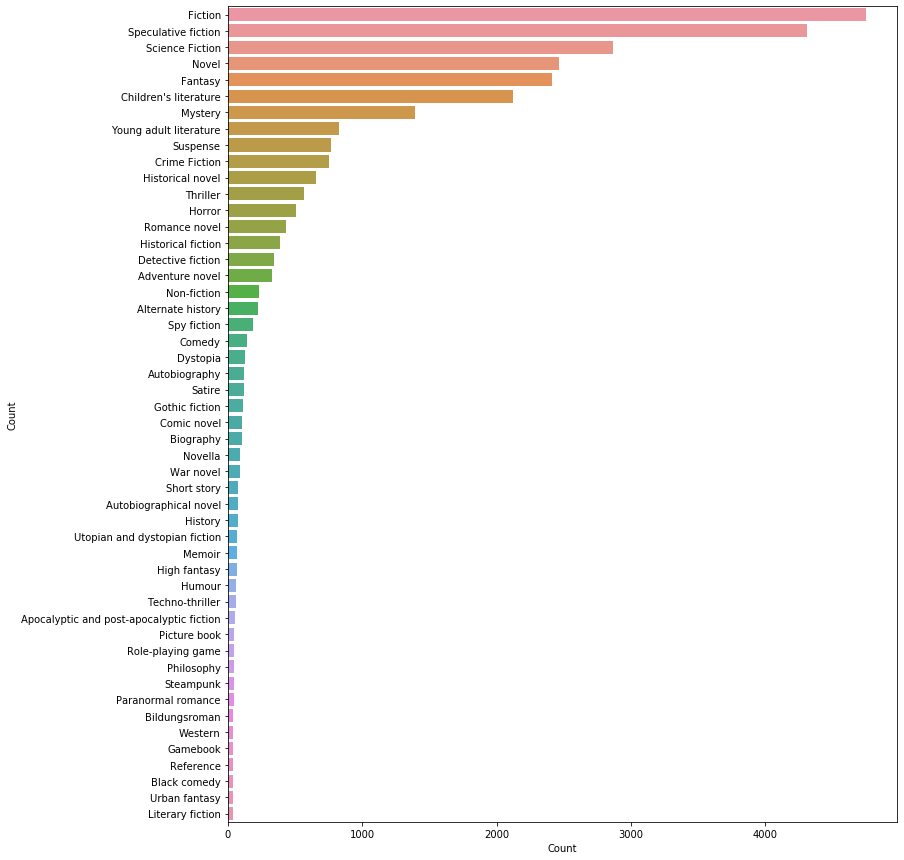 Fiction
Speculative fiction
Science Fiction
Novel
Fantasy
Children's literature
Mystery
Young adult literature
Suspense
Crime Fiction
Historical novel
Thriller
Horror
Romance novel
Historical fiction
Detective fiction
Adventure novel
Non-fiction
Alternate history
Spy fiction
Comedy
Dystopia
Autobiography
Satire
Gothic fiction
Comic novel
Biography
Novella
War novel
Short story
Autobiographical novel
History
Utopian and dystopian fiction
Memoir
High fantasy
Humour
Techno-thriller
Apocalyptic and post-apocalyptic fiction
Picture book
Role-playing game
Philosophy
Steampunk
Paranormal romance
Bildungsroman
Western
Gamebook
Reference
Black comedy
Urban fantasy
Literary fiction
Count
0 1000 2000 3000 4000
Count